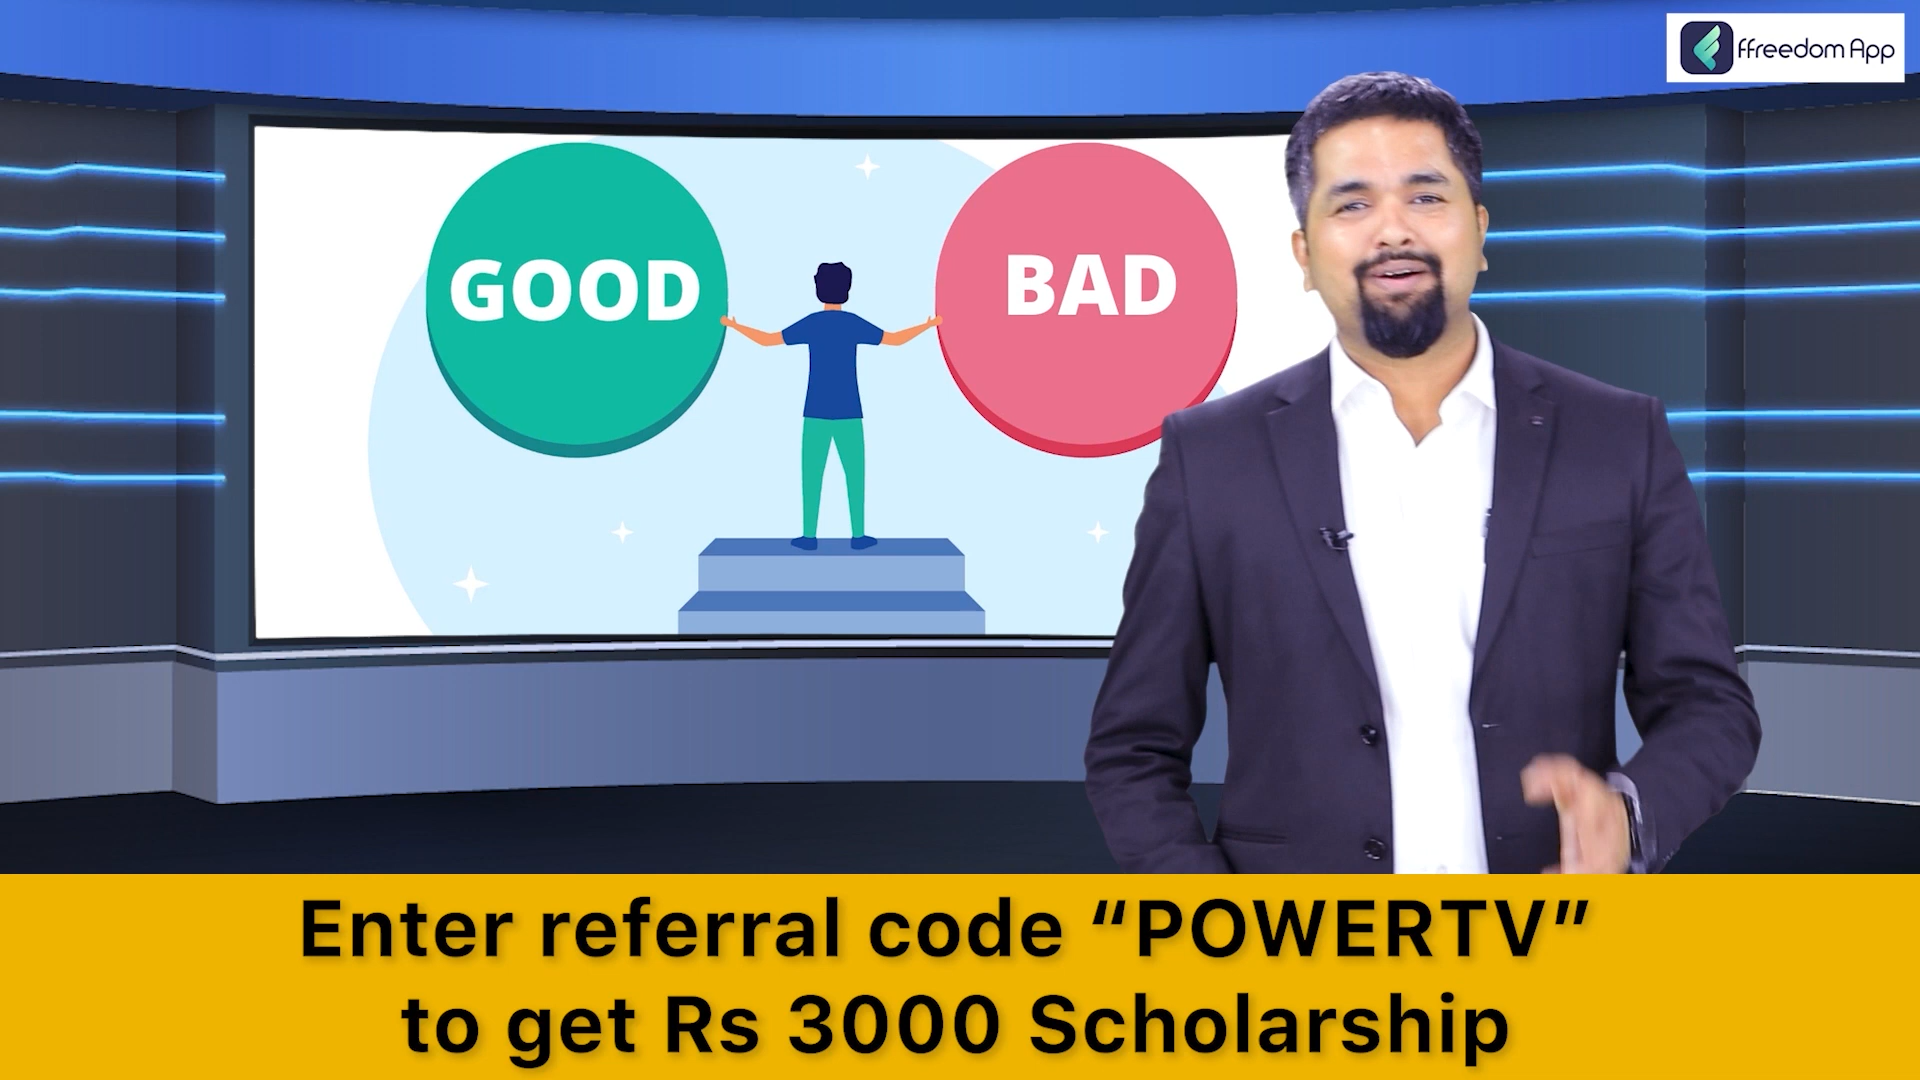 ffreedom App
GOOD
BAD
Enter referral code “POWERTV”
to get Rs 3000 Scholarship